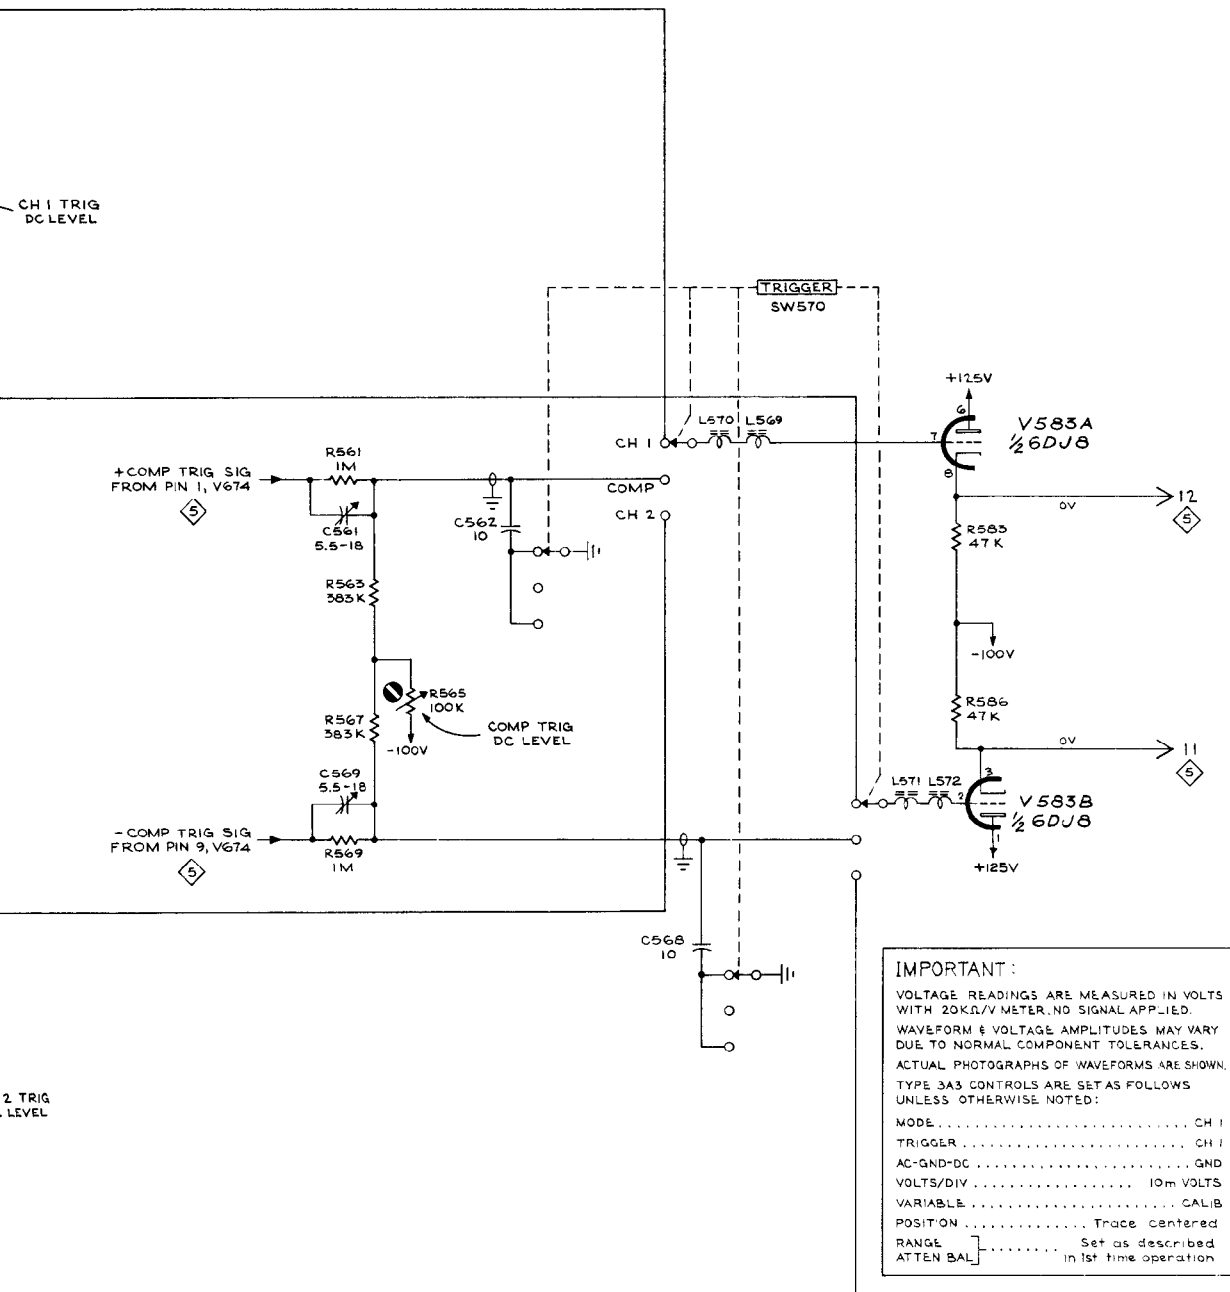 CH 1 TRIG
DC LEVEL
TRIGGER
SW570
+125V
6
V583A
½ 6DJ8
7
8
L570 L569
CH 1
R561
1M
+COMP TRIG SIG
FROM PIN 1, V674
5
COMP
CH 2
C561
5.5-18
C562
10
0V
12
5
R583
47K
R563
383K
-100V
R565
100K
R586
47K
R567
383K
-100V
COMP TRIG
DC LEVEL
0V
11
5
C569
5.5-18
L571 L572
3
2
V583B
½ 6DJ8
1
+125V
-COMP TRIG SIG
FROM PIN 9, V674
5
R569
1M
C568
10
2 TRIG
LEVEL
IMPORTANT:
VOLTAGE READINGS ARE MEASURED IN VOLTS
WITH 20KΩ/V METER. NO SIGNAL APPLIED.
WAVEFORM & VOLTAGE AMPLITUDES MAY VARY
DUE TO NORMAL COMPONENT TOLERANCES.
ACTUAL PHOTOGRAPHS OF WAVEFORMS ARE SHOWN.
TYPE 3A3 CONTROLS ARE SET AS FOLLOWS
UNLESS OTHERWISE NOTED:
MODE.......................... CH 1
TRIGGER ....................... CH 1
AC-GND-DC ...................... GND
VOLTS/DIV ................. 10m VOLTS
VARIABLE ..................... CALIB
POSITION .............. Trace centered
RANGE ........ Set as described
ATTEN BAL in 1st time operation